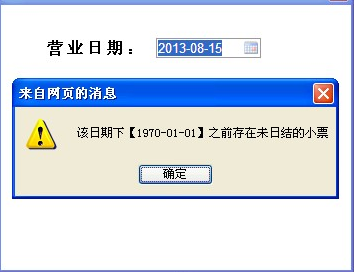 营业日期：2013-08-15
来自网页的消息
该日期下【1970-01-01】之前存在未日结的小票
确定